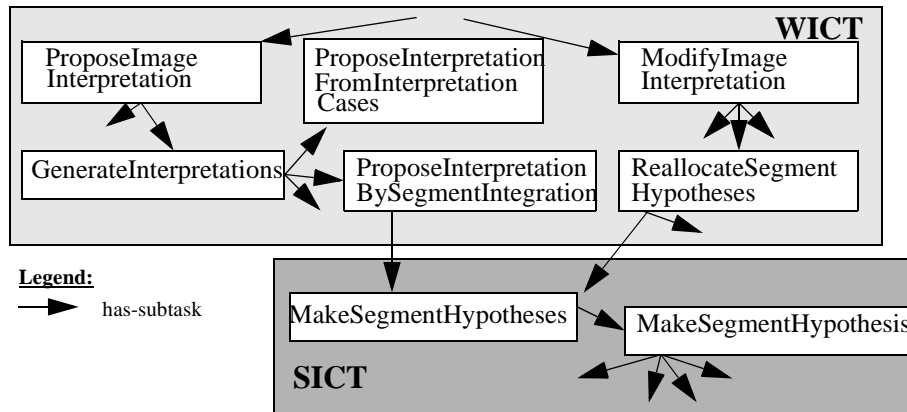 WICT
ProposeImage
Interpretation
ProposeInterpretation
FromInterpretation
Cases
ModifyImage
Interpretation
GenerateInterpretations
ProposeInterpretation
BySegmentIntegration
ReallocateSegment
Hypotheses
Legend:
has-subtask
MakeSegmentHypotheses
MakeSegmentHypothesis
SICT